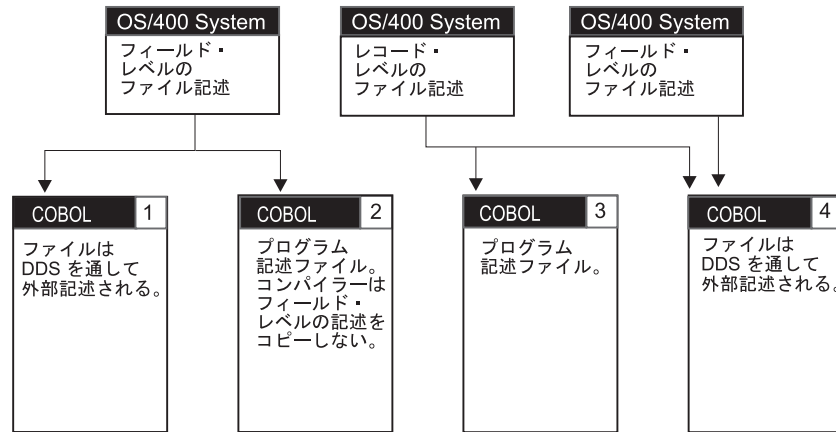 OS/400 System
フィールド・
レベルの
ファイル記述
OS/400 System
レコード・
レベルの
ファイル記述
OS/400 System
フィールド・
レベルの
ファイル記述
COBOL 1
ファイルは
DDS を通して
外部記述される。
COBOL 2
プログラム
記述ファイル。
コンパイラーは
フィールド・
レベルの記述を
コピーしない。
COBOL 3
プログラム
記述ファイル。
COBOL 4
ファイルは
DDS を通して
外部記述される。